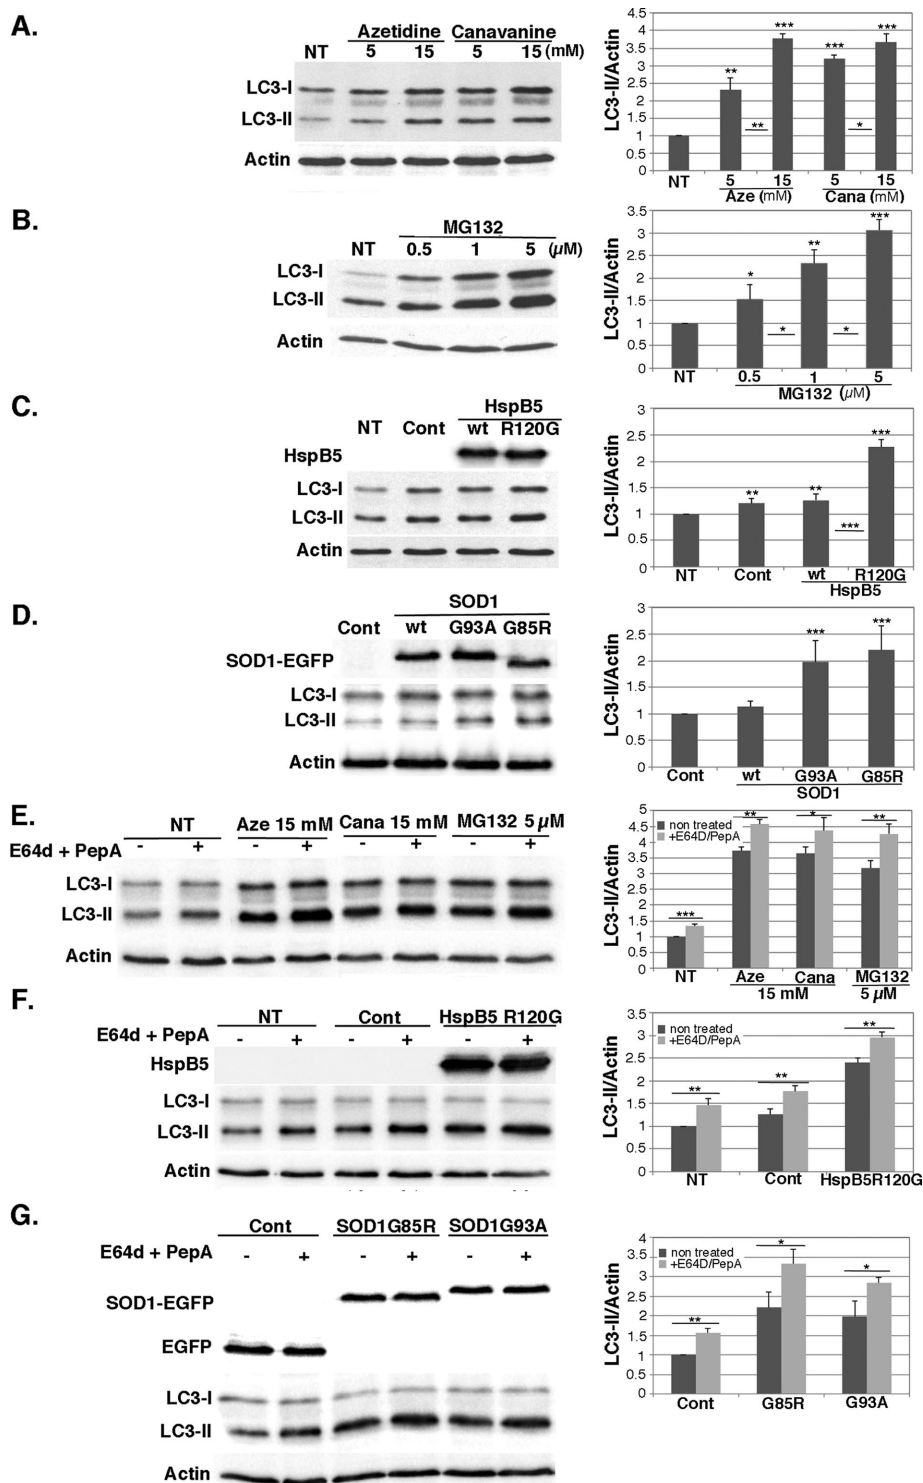 A.
Azetidine Canavanine
NT 5 15 5 15 (mM)
LC3-I
LC3-II
Actin
LC3-II/Actin
4.5
4
3.5
3
2.5
2
1.5
1
0.5
0
** *** *** ***
** *
NT 5 15 5 15
Aze (mM) Cana (mM)
B.
MG132
NT 0.5 1 5 (µM)
LC3-I
LC3-II
Actin
LC3-II/Actin
3.5
3
2.5
2
1.5
1
0.5
0
* ** ***
* *
NT 0.5 1 5
MG132 (µM)
C.
HspB5
NT Cont wt R120G
HspB5
LC3-I
LC3-II
Actin
LC3-II/Actin
3
2.5
2
1.5
1
0.5
0
** ** ***
***
NT Cont wt R120G
HspB5
D.
SOD1
Cont wt G93A G85R
SOD1-EGFP
LC3-I
LC3-II
Actin
LC3-II/Actin
3
2.5
2
1.5
1
0.5
0
*** ***
Cont wt G93A G85R
SOD1
E.
NT Aze 15 mM Cana 15 mM MG132 5 µM
E64d + PepA - + - + - + - +
LC3-I
LC3-II
Actin
LC3-II/Actin
5
4.5
4
3.5
3
2.5
2
1.5
1
0.5
0
non treated
+E64D/PepA
*** ** * **
NT Aze Cana MG132
15 mM 5 µM
F.
NT Cont HspB5 R120G
E64d + PepA - + - + - +
HspB5
LC3-I
LC3-II
Actin
LC3-II/Actin
3.5
3
2.5
2
1.5
1
0.5
0
non treated
+E64D/PepA
** ** **
NT Cont HspB5R120G
G.
Cont SOD1G85R SOD1G93A
E64d + PepA - + - + - +
SOD1-EGFP
EGFP
LC3-I
LC3-II
Actin
LC3-II/Actin
4
3.5
3
2.5
2
1.5
1
0.5
0
non treated
+E64D/PepA
** * *
Cont G85R G93A